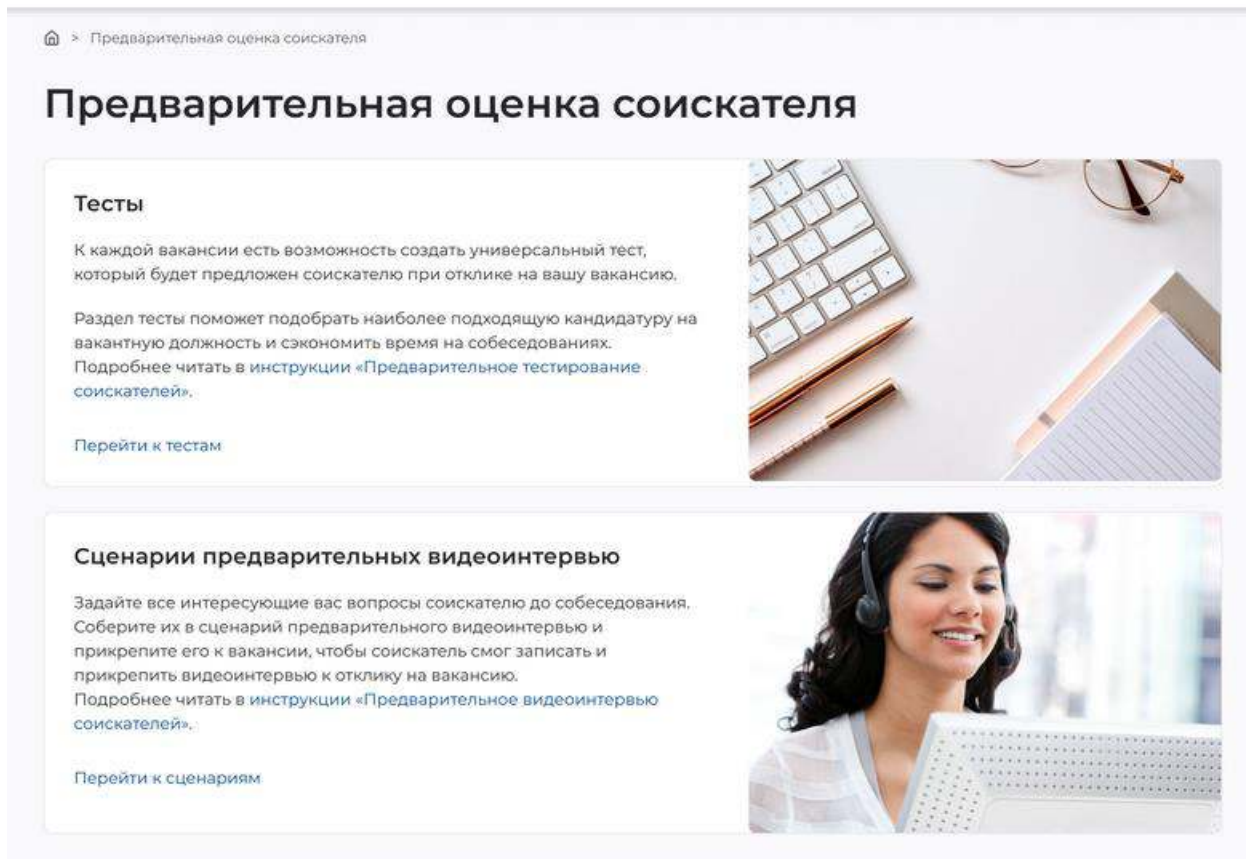 > Предварительная оценка соискателя
Предварительная оценка соискателя
Тесты
К каждой вакансии есть возможность создать универсальный тест,
который будет предложен соискателю при отклике на вашу вакансию.
Раздел тесты поможет подобрать наиболее подходящую кандидатуру на
вакантную должность и сэкономить время на собеседованиях.
Подробнее читать в инструкции «Предварительное тестирование
соискателей».
Перейти к тестам
Сценарии предварительных видеоинтервью
Задайте все интересующие вас вопросы соискателю до собеседования.
Соберите их в сценарий предварительного видеоинтервью и
прикрепите его к вакансии, чтобы соискатель смог записать и
прикрепить видеоинтервью к отклику на вакансию.
Подробнее читать в инструкции «Предварительное видеоинтервью
соискателей».
Перейти к сценариям